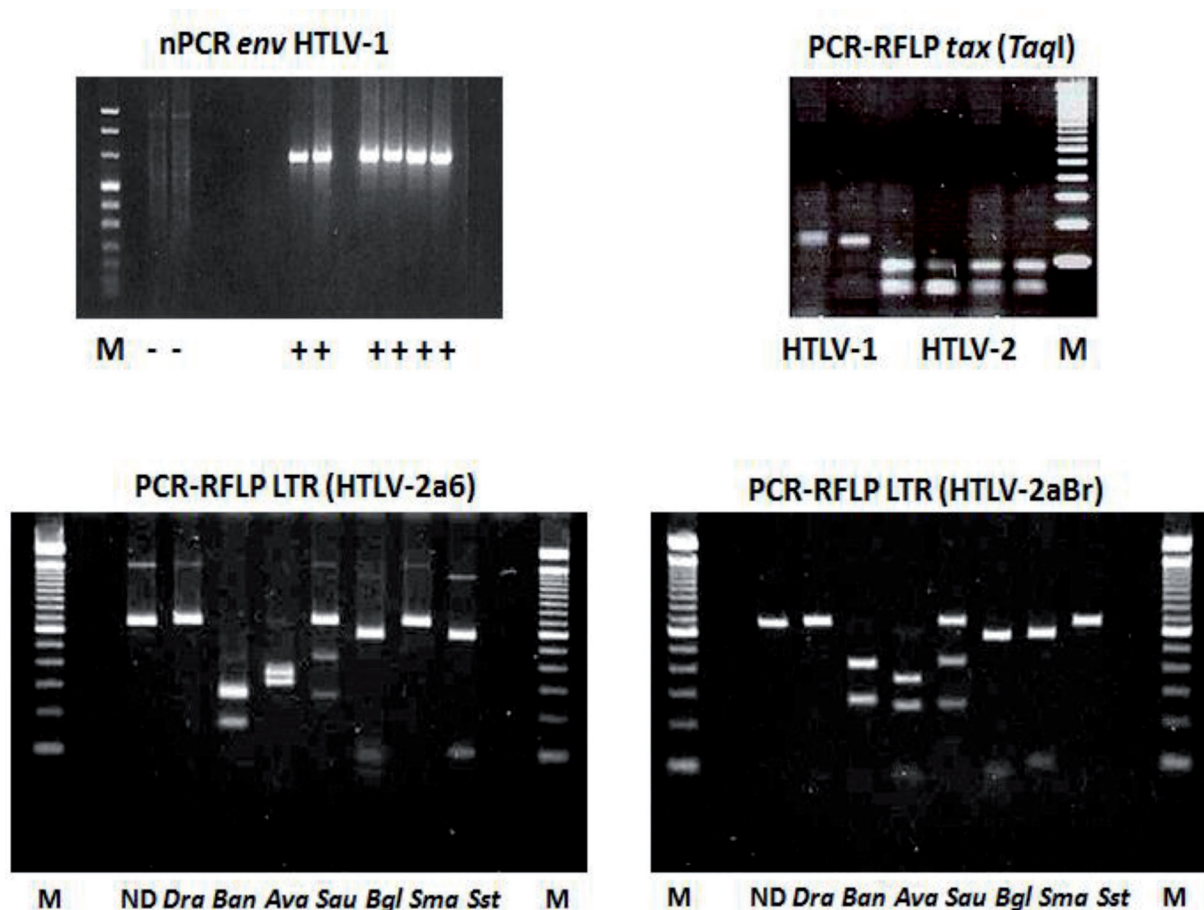 nPCR env HTLV-1
M - - ++ ++++
PCR-RFLP tax (TaqI)
HTLV-1 HTLV-2 M
PCR-RFLP LTR (HTLV-2a6)
M ND Dra Ban Ava Sau Bgl Sma Sst M
PCR-RFLP LTR (HTLV-2aBr)
M ND Dra Ban Ava Sau Bgl Sma Sst M